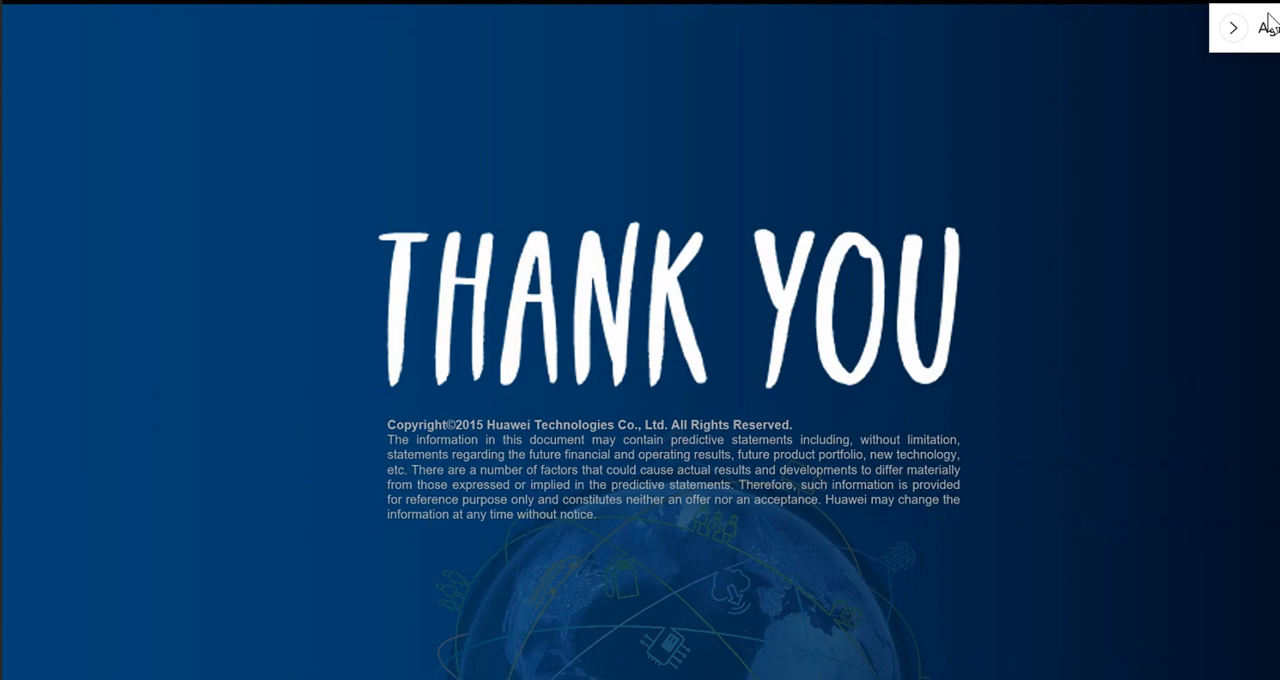 THANK YOU
Copyright©2015 Huawei Technologies Co., Ltd. All Rights Reserved.
The information in this document may contain predictive statements including, without limitation,
statements regarding the future financial and operating results, future product portfolio, new technology,
etc. There are a number of factors that could cause actual results and developments to differ materially
from those expressed or implied in the predictive statements. Therefore, such information is provided
for reference purpose only and constitutes neither an offer nor an acceptance. Huawei may change the
information at any time without notice.